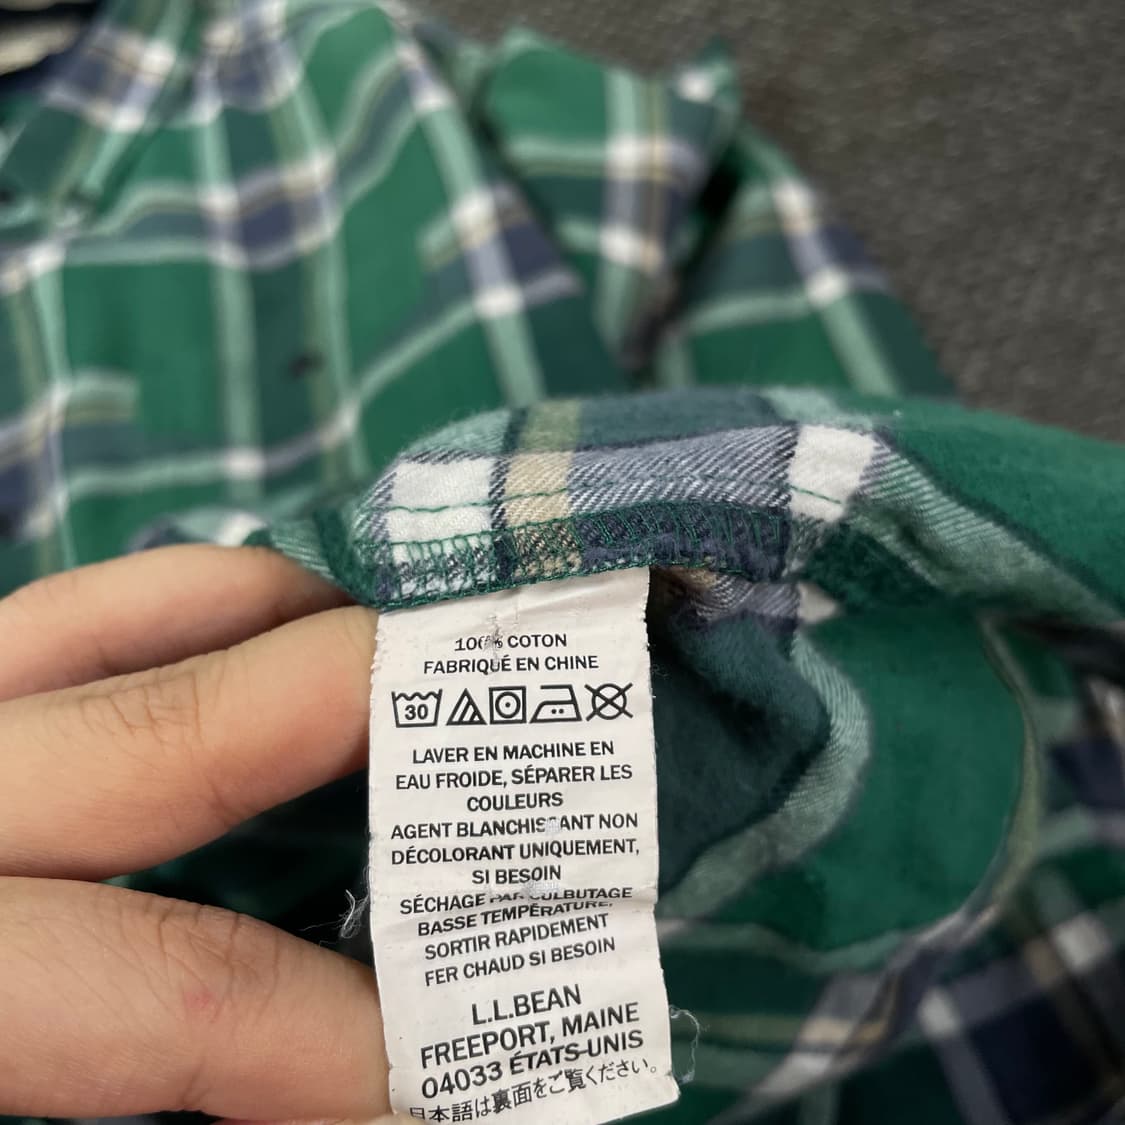 100% COTON
FABRIQUÉ EN CHINE
30
LAVER EN MACHINE EN
EAU FROIDE, SÉPARER LES
COULEURS
AGENT BLANCHISSANT NON
DÉCOLORANT UNIQUEMENT,
SI BESOIN
SÉCHAGE PAR CULBUTAGE
BASSE TEMPÉRATURE.
SORTIR RAPIDEMENT
FER CHAUD SI BESOIN
L.L.BEAN
FREEPORT, MAINE
04033 ÉTATS-UNIS
日本語は裏面をご覧ください。